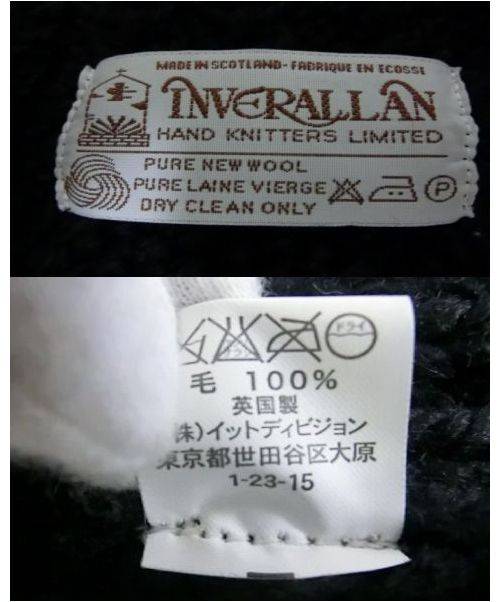 MADE IN SCOTLAND - FABRIQUE EN ECOSSE
INVERALLAN
HAND KNITTERS LIMITED
PURE NEW WOOL
PURE LAINE VIERGE
P
DRY CLEAN ONLY
ドライ
毛 100%
英国製
株)イットディビジョン
東京都世田谷区大原
1-23-15